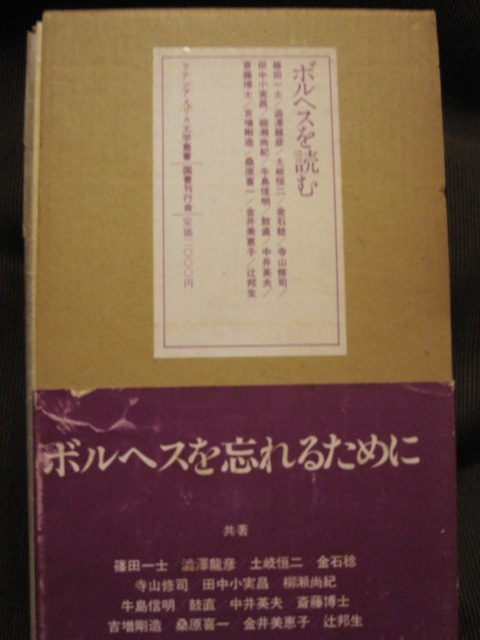 ボルヘスを読む
篠田一士／澁澤龍彦／土岐恒二／金石稔／寺山修司／
田中小実昌／柳瀬尚紀／牛島信明／鼓直／中井英夫／
斎藤博士／吉増剛造／桑原喜一／金井美恵子／辻邦生
ラテンアメリカ文学叢書｜国書刊行会｜定価一〇〇〇円
ボルヘスを忘れるために
共著
篠田一士 澁澤龍彦 土岐恒二 金石稔
寺山修司 田中小実昌 柳瀬尚紀
牛島信明 鼓直 中井英夫 斎藤博士
吉増剛造 桑原喜一 金井美恵子 辻邦生